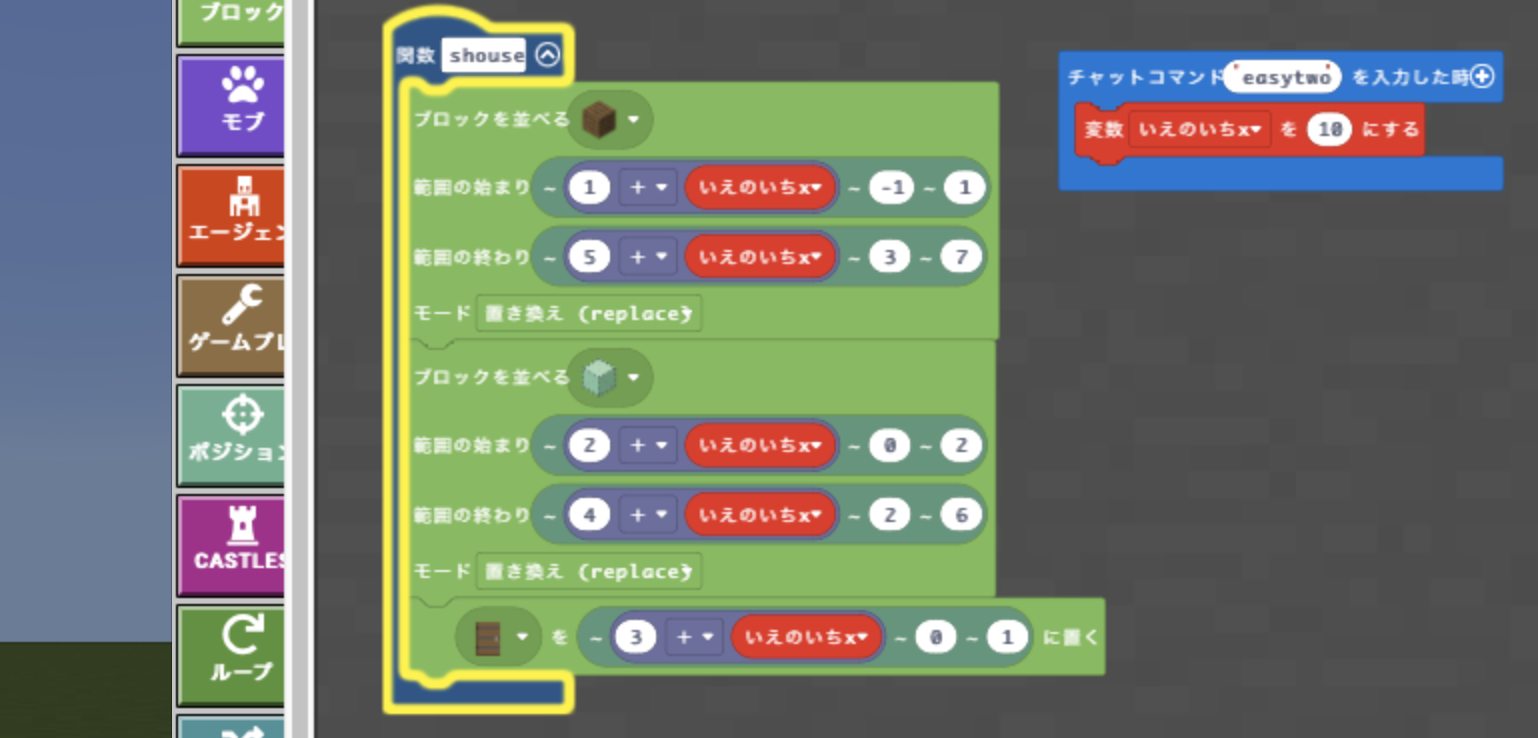 ブロック
モブ
エージェン
ゲームプレ
ポジション
CASTLES
ループ
関数 shouse
ブロックを並べる
範囲の始まり ~ 1 + いえのいちx ~ -1 ~ 1
範囲の終わり ~ 5 + いえのいちx ~ 3 ~ 7
モード 置き換え (replace)
ブロックを並べる
範囲の始まり ~ 2 + いえのいちx ~ 0 ~ 2
範囲の終わり ~ 4 + いえのいちx ~ 2 ~ 6
モード 置き換え (replace)
を ~ 3 + いえのいちx ~ 0 ~ 1 に置く
チャットコマンド "easytwo" を入力した時
変数 いえのいちx を 10 にする